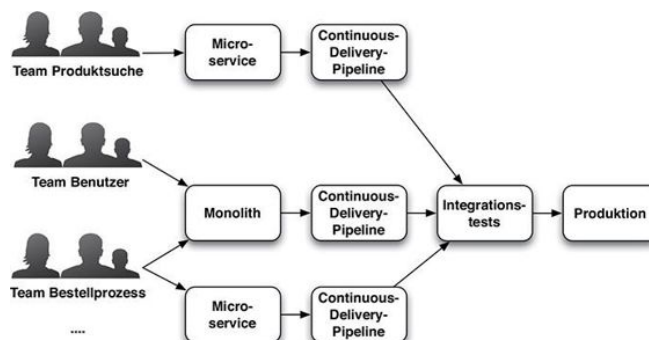 Team Produktsuche
Micro-
service
Continuous-
Delivery-
Pipeline
Team Benutzer
Monolith
Continuous-
Delivery-
Pipeline
Integrations-
tests
Produktion
Team Bestellprozess
Micro-
service
Continuous-
Delivery-
Pipeline
....